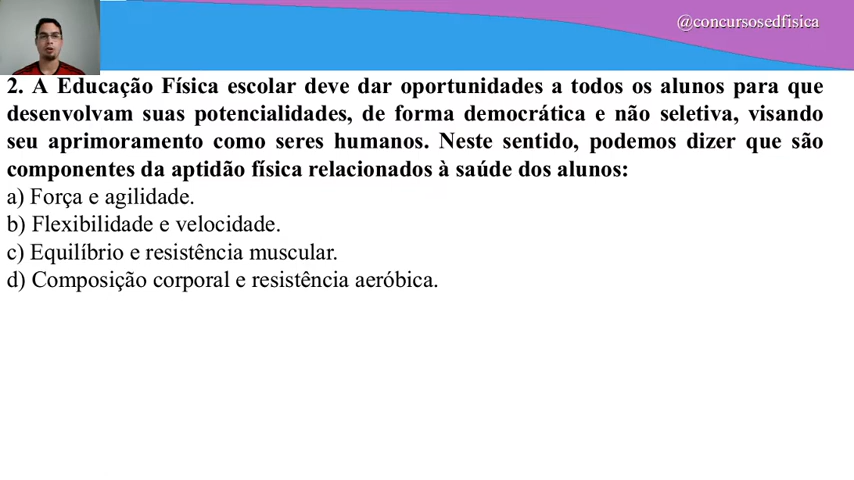 @concursosedfisica
2. A Educação Física escolar deve dar oportunidades a todos os alunos para que
desenvolvam suas potencialidades, de forma democrática e não seletiva, visando
seu aprimoramento como seres humanos. Neste sentido, podemos dizer que são
componentes da aptidão física relacionados à saúde dos alunos:
a) Força e agilidade.
b) Flexibilidade e velocidade.
c) Equilíbrio e resistência muscular.
d) Composição corporal e resistência aeróbica.